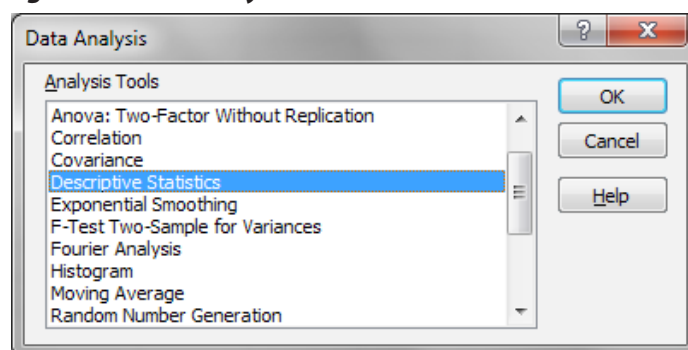 Data Analysis
?
X
Analysis Tools
Anova: Two-Factor Without Replication
Correlation
Covariance
Descriptive Statistics
Exponential Smoothing
F-Test Two-Sample for Variances
Fourier Analysis
Histogram
Moving Average
Random Number Generation
OK
Cancel
Help